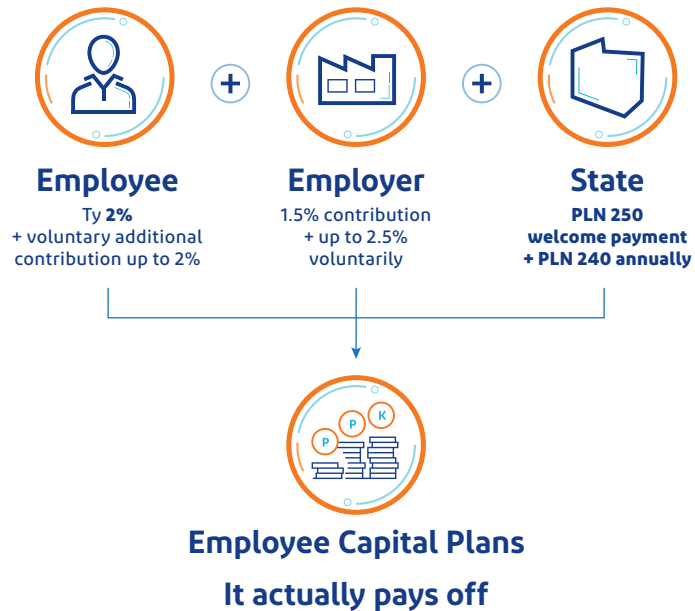 Employee
Ty 2%
+ voluntary additional
contribution up to 2%
+
Employer
1.5% contribution
+ up to 2.5%
voluntarily
+
State
PLN 250
welcome payment
+ PLN 240 annually
P P K
Employee Capital Plans
It actually pays off